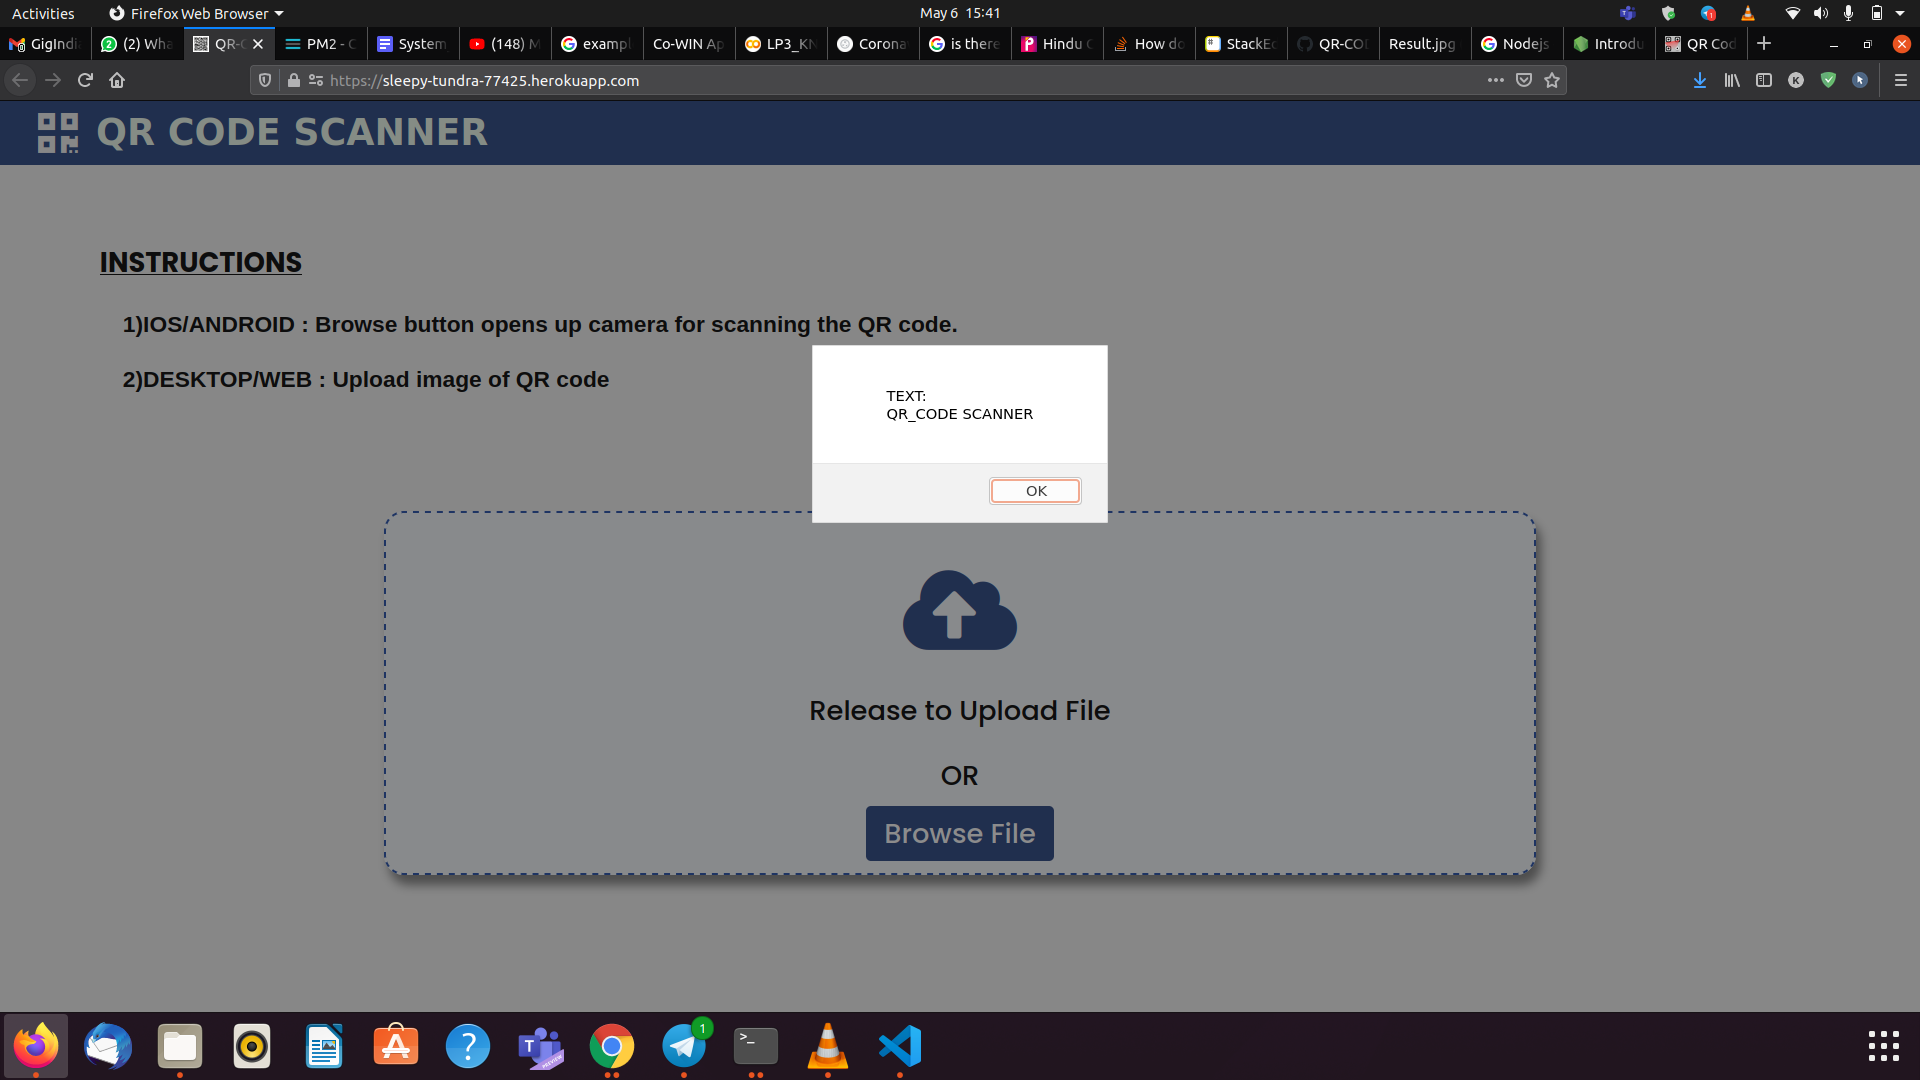 Activities
Firefox Web Browser
May 6 15:41
GigIndi
(2) Wha
QR-C
PM2 - C
System
(148) M
exampl
Co-WIN Ap
LP3_KN
Corona
is there
Hindu C
How do
StackEd
QR-COD
Result.jpg
Nodejs
Introdu
QR Cod
https://sleepy-tundra-77425.herokuapp.com
QR CODE SCANNER
INSTRUCTIONS
1)IOS/ANDROID : Browse button opens up camera for scanning the QR code.
2)DESKTOP/WEB : Upload image of QR code
TEXT:
QR_CODE SCANNER
OK
Release to Upload File
OR
Browse File
1